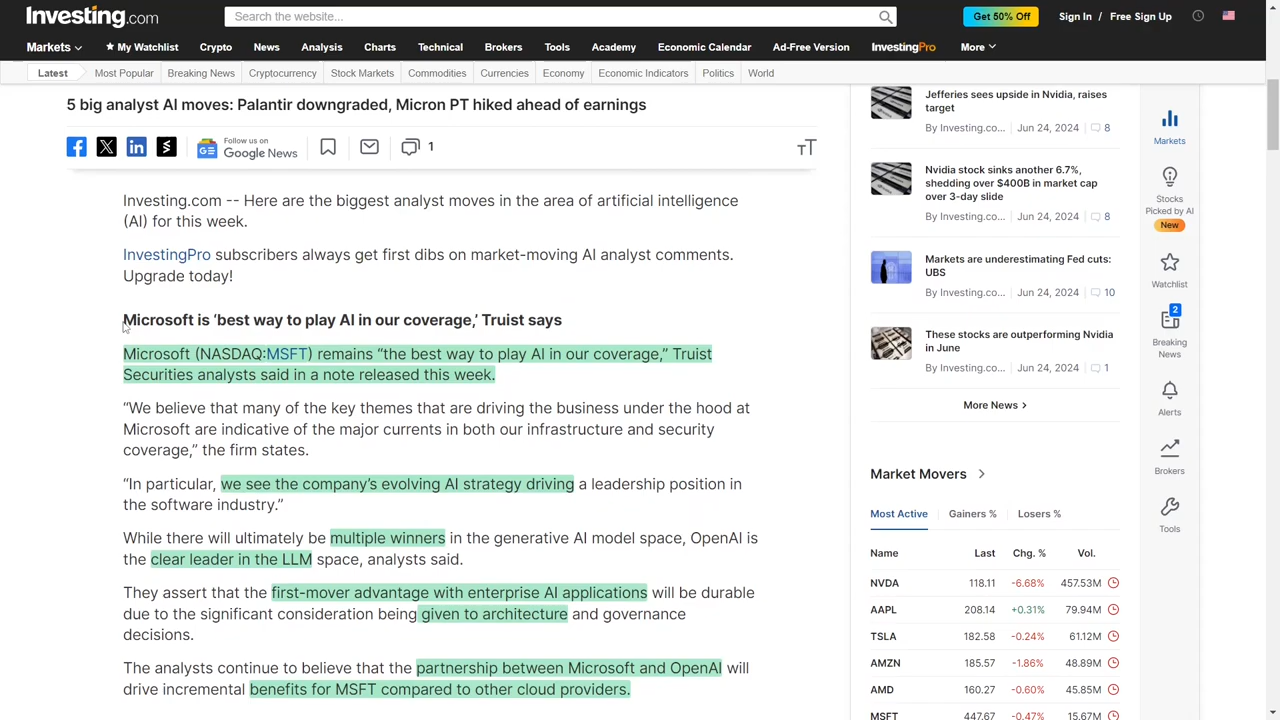 Investing.com
Search the website...
Get 50% Off
Sign In / Free Sign Up
Markets
My Watchlist
Crypto
News
Analysis
Charts
Technical
Brokers
Tools
Academy
Economic Calendar
Ad-Free Version
InvestingPro
More
Latest
Most Popular
Breaking News
Cryptocurrency
Stock Markets
Commodities
Currencies
Economy
Economic Indicators
Politics
World
5 big analyst AI moves: Palantir downgraded, Micron PT hiked ahead of earnings
Follow us on
Google News
1
TT
Investing.com -- Here are the biggest analyst moves in the area of artificial intelligence
(AI) for this week.
InvestingPro subscribers always get first dibs on market-moving AI analyst comments.
Upgrade today!
Microsoft is ‘best way to play AI in our coverage,’ Truist says
Microsoft (NASDAQ:MSFT) remains “the best way to play AI in our coverage,” Truist
Securities analysts said in a note released this week.
“We believe that many of the key themes that are driving the business under the hood at
Microsoft are indicative of the major currents in both our infrastructure and security
coverage,” the firm states.
“In particular, we see the company’s evolving AI strategy driving a leadership position in
the software industry.”
While there will ultimately be multiple winners in the generative AI model space, OpenAI is
the clear leader in the LLM space, analysts said.
They assert that the first-mover advantage with enterprise AI applications will be durable
due to the significant consideration being given to architecture and governance
decisions.
The analysts continue to believe that the partnership between Microsoft and OpenAI will
drive incremental benefits for MSFT compared to other cloud providers.
Jefferies sees upside in Nvidia, raises
target
By Investing.co... Jun 24, 2024 8
Nvidia stock sinks another 6.7%,
shedding over $400B in market cap
over 3-day slide
By Investing.co... Jun 24, 2024 8
Markets are underestimating Fed cuts:
UBS
By Investing.co... Jun 24, 2024 10
These stocks are outperforming Nvidia
in June
By Investing.co... Jun 24, 2024 1
More News
Market Movers
Most Active
Gainers %
Losers %
Name Last Chg. % Vol.
NVDA 118.11 -6.68% 457.53M
AAPL 208.14 +0.31% 79.94M
TSLA 182.58 -0.24% 61.12M
AMZN 185.57 -1.86% 48.89M
AMD 160.27 -0.60% 45.85M
MSFT 447.67 -0.47% 15.67M
Markets
Stocks
Picked by AI
New
Watchlist
2
Breaking
News
Alerts
Brokers
Tools